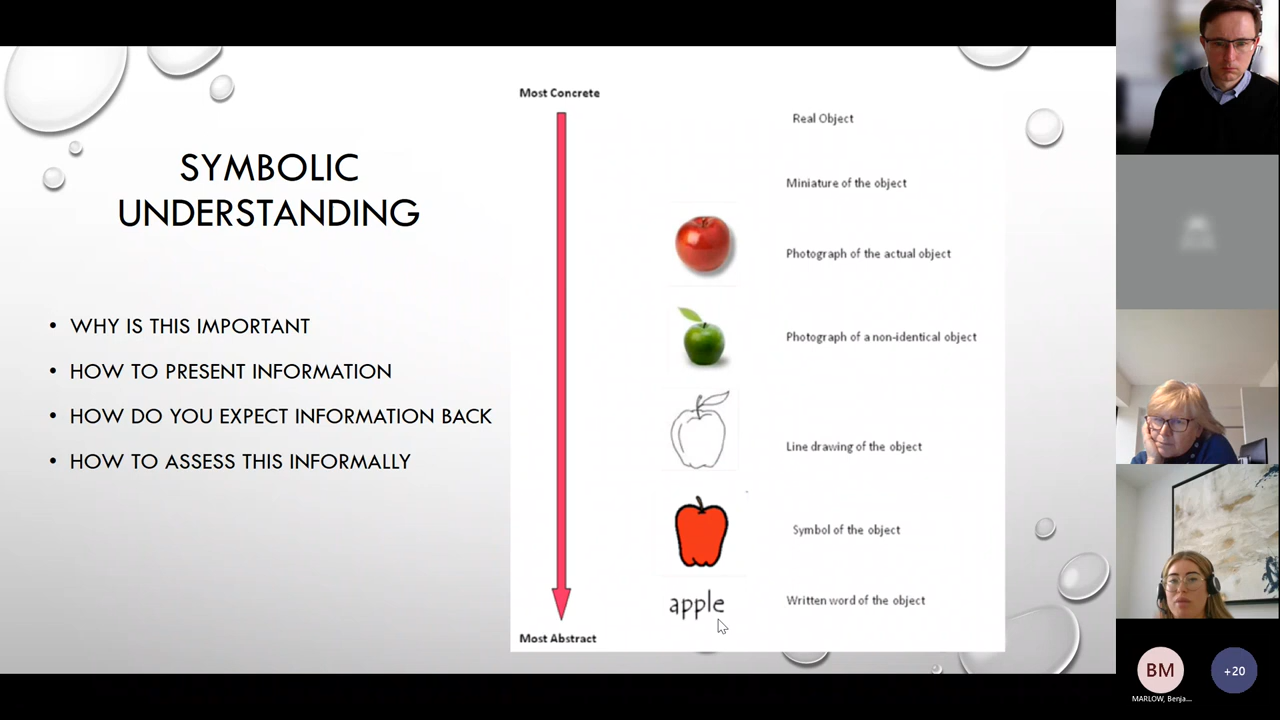 SYMBOLIC
UNDERSTANDING
• WHY IS THIS IMPORTANT
• HOW TO PRESENT INFORMATION
• HOW DO YOU EXPECT INFORMATION BACK
• HOW TO ASSESS THIS INFORMALLY
Most Concrete
Real Object
Miniature of the object
Photograph of the actual object
Photograph of a non-identical object
Line drawing of the object
Symbol of the object
apple
Written word of the object
Most Abstract
BM
MARLOW, Benja...
+20